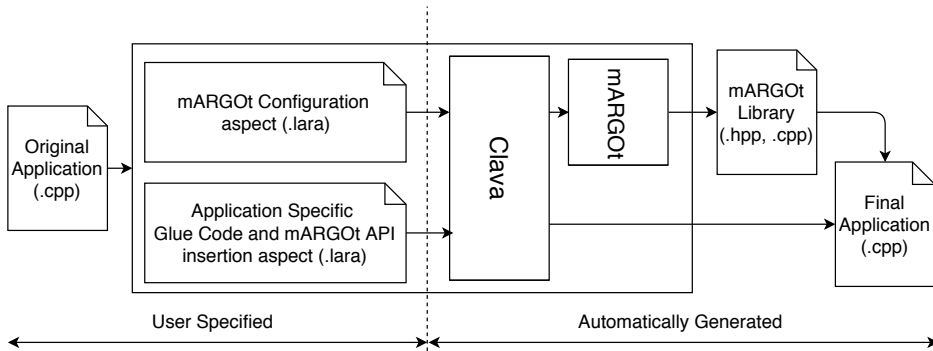 Original
Application
(.cpp)
mARGOt Configuration
aspect (.lara)
Application Specific
Glue Code and mARGOt API
insertion aspect (.lara)
Clava
mARGOt
mARGOt
Library
(.hpp, .cpp)
Final
Application
(.cpp)
User Specified
Automatically Generated